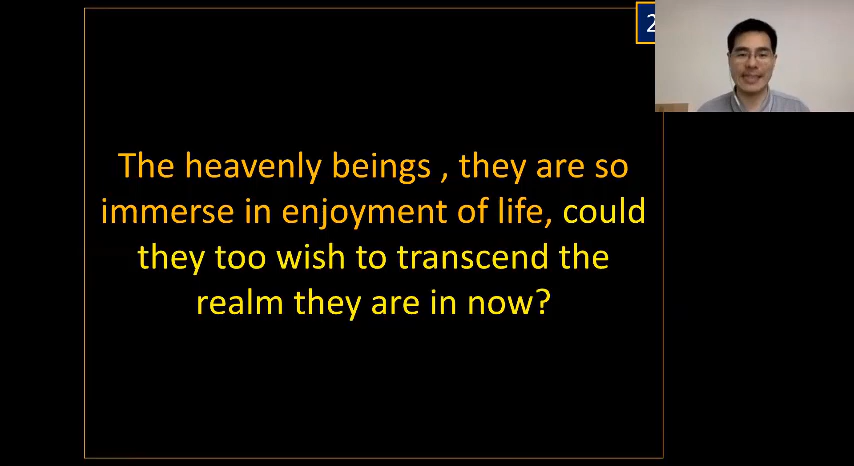 2
The heavenly beings , they are so
immerse in enjoyment of life, could
they too wish to transcend the
realm they are in now?